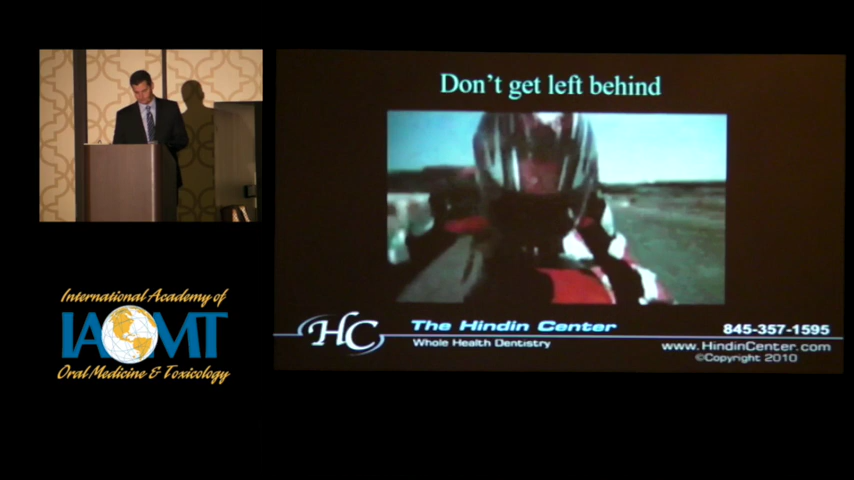 Don't get left behind
International Academy of
IAOMT
Oral Medicine & Toxicology
HC
The Hindin Center
Whole Health Dentistry
845-357-1595
www.HindinCenter.com
©Copyright 2010